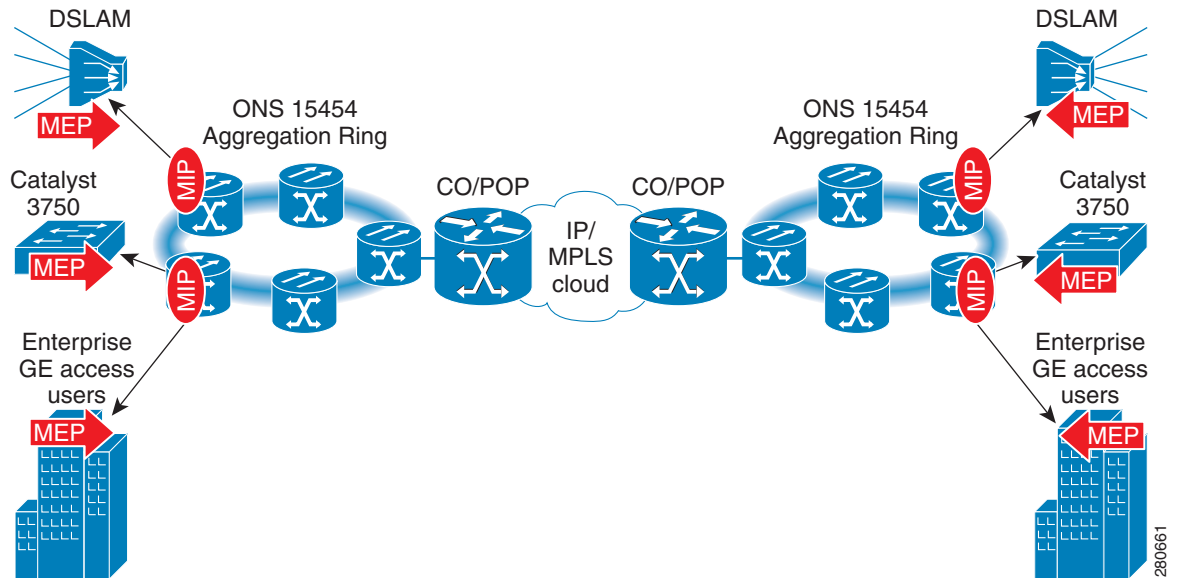 DSLAM
DSLAM
MEP
MEP
ONS 15454
Aggregation Ring
ONS 15454
Aggregation Ring
MIP
MIP
Catalyst
3750
CO/POP
CO/POP
Catalyst
3750
IP/
MPLS
cloud
MEP
MEP
MIP
MIP
Enterprise
GE access
users
Enterprise
GE access
users
MEP
MEP
280661